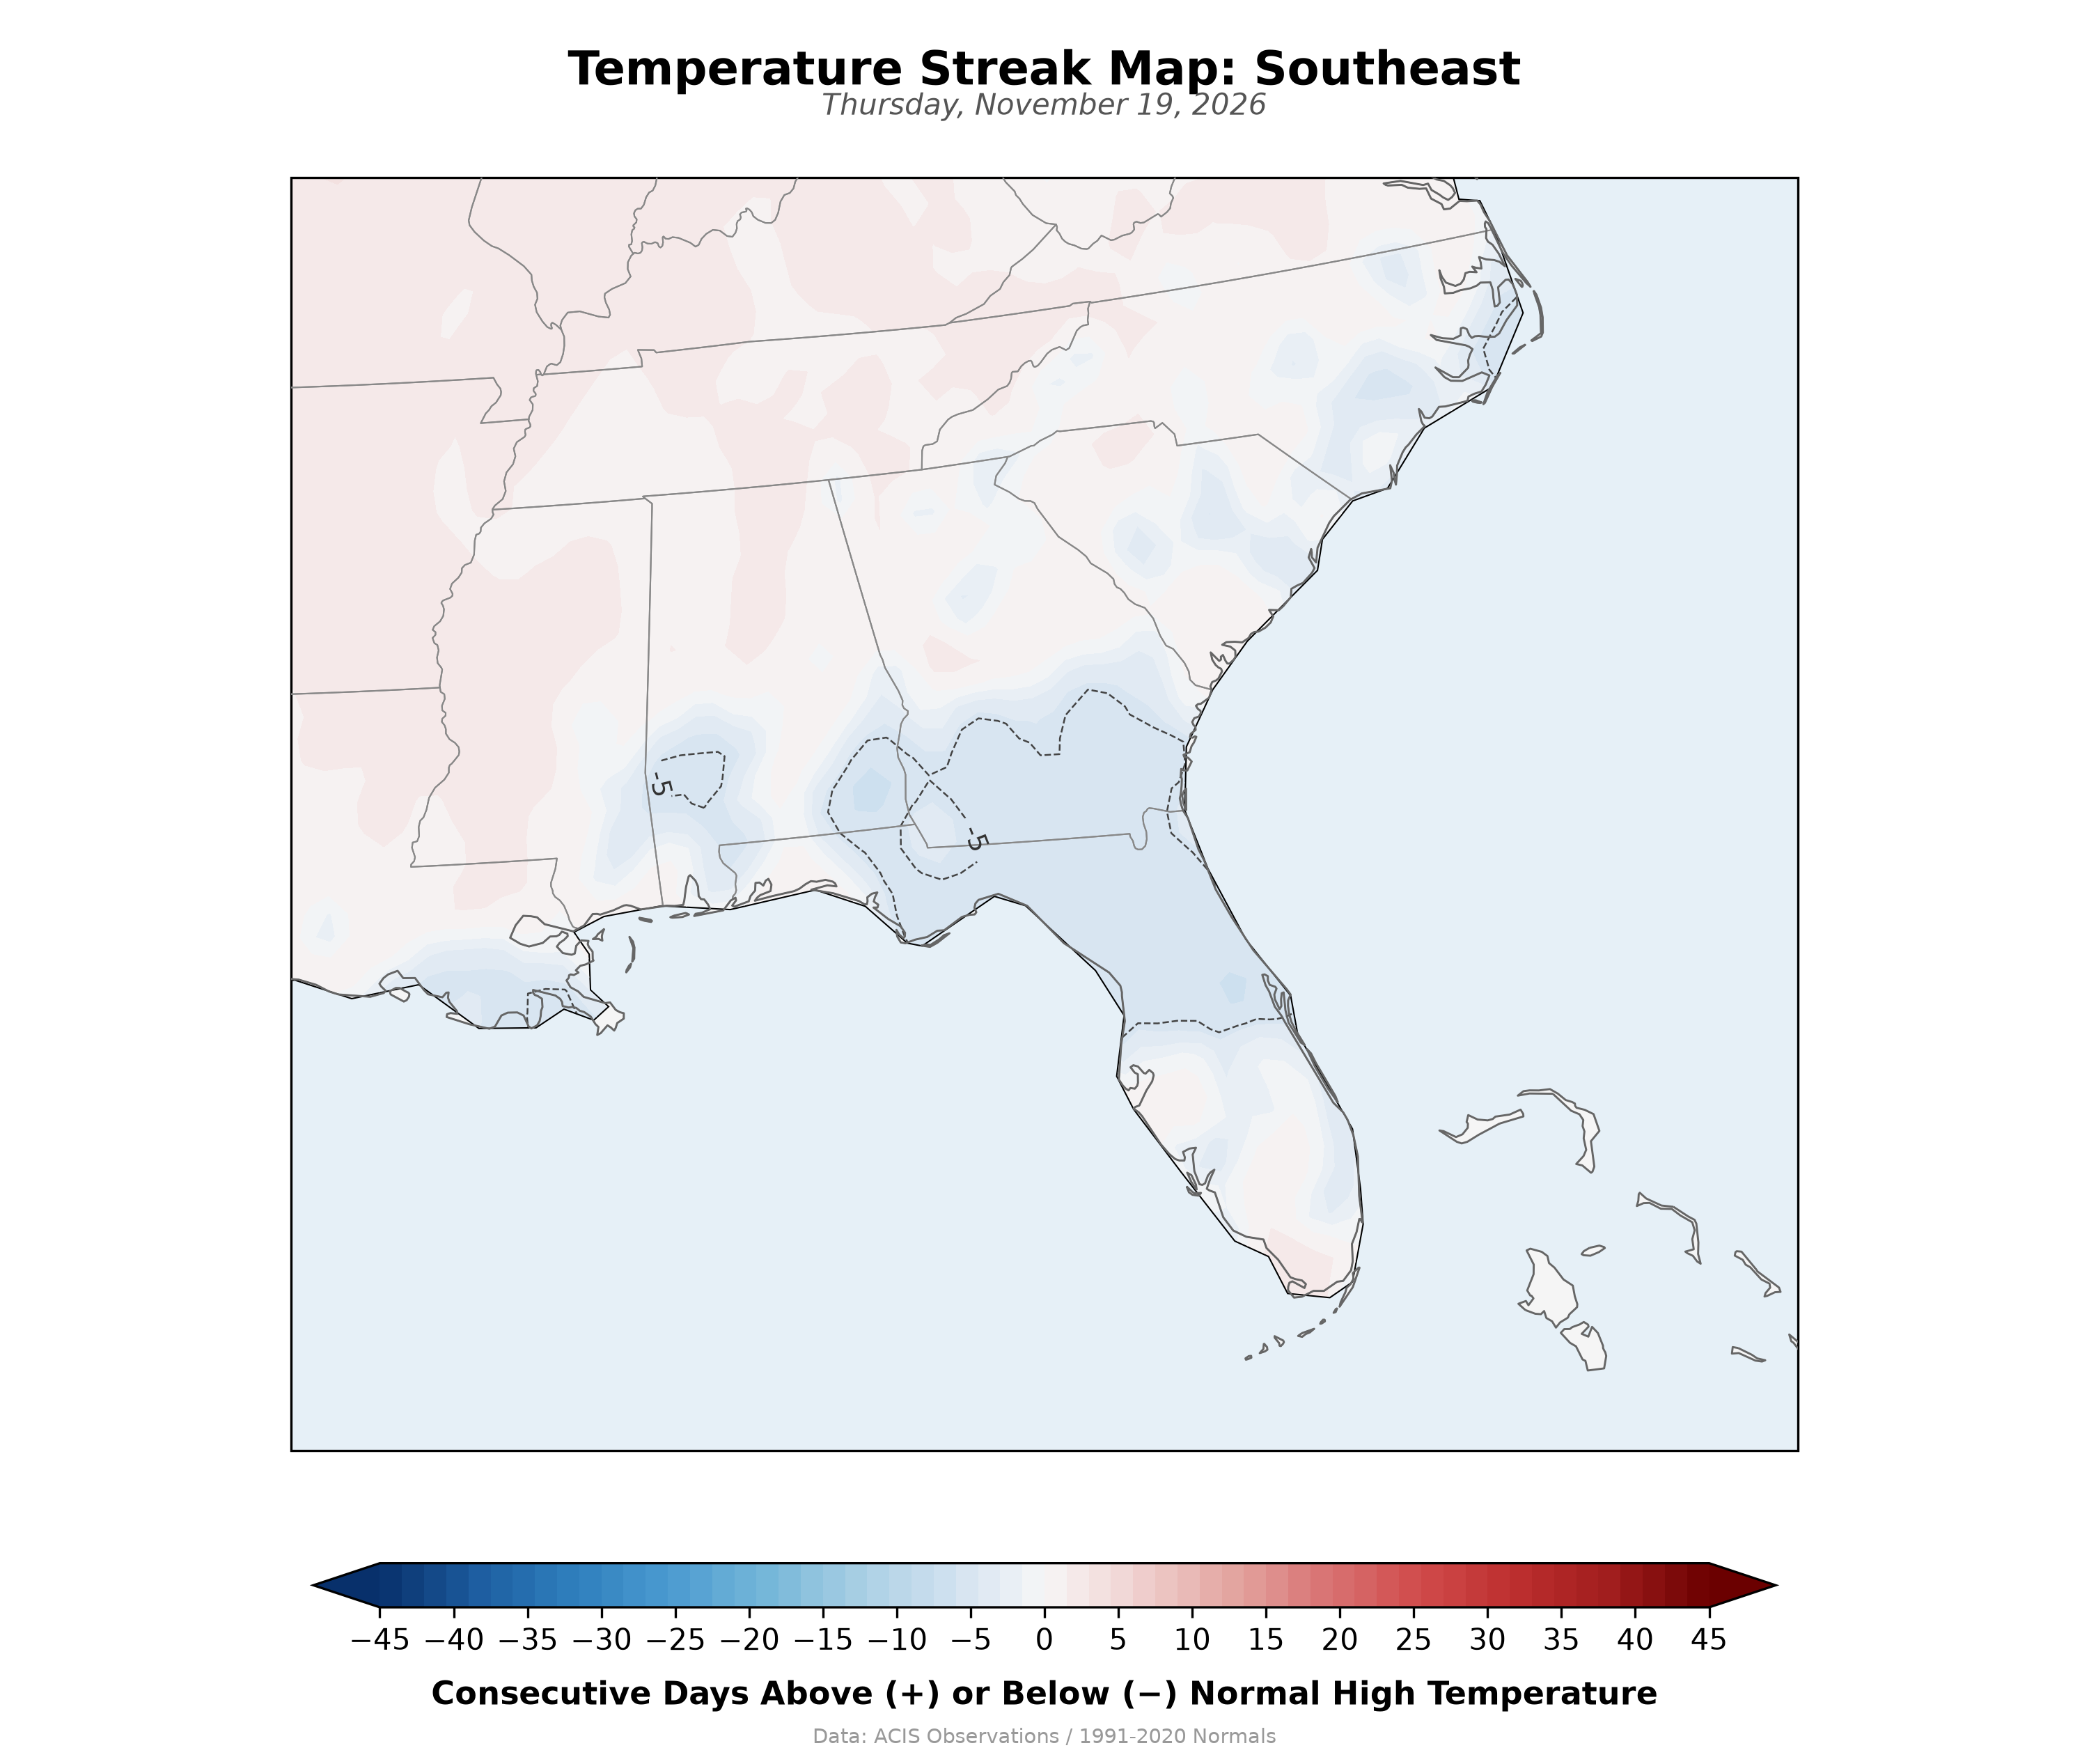 Temperature Streak Map: Southeast
Thursday, November 19, 2026
-5
-5
−45 −40 −35 −30 −25 −20 −15 −10 −5 0 5 10 15 20 25 30 35 40 45
Consecutive Days Above (+) or Below (−) Normal High Temperature
Data: ACIS Observations / 1991-2020 Normals